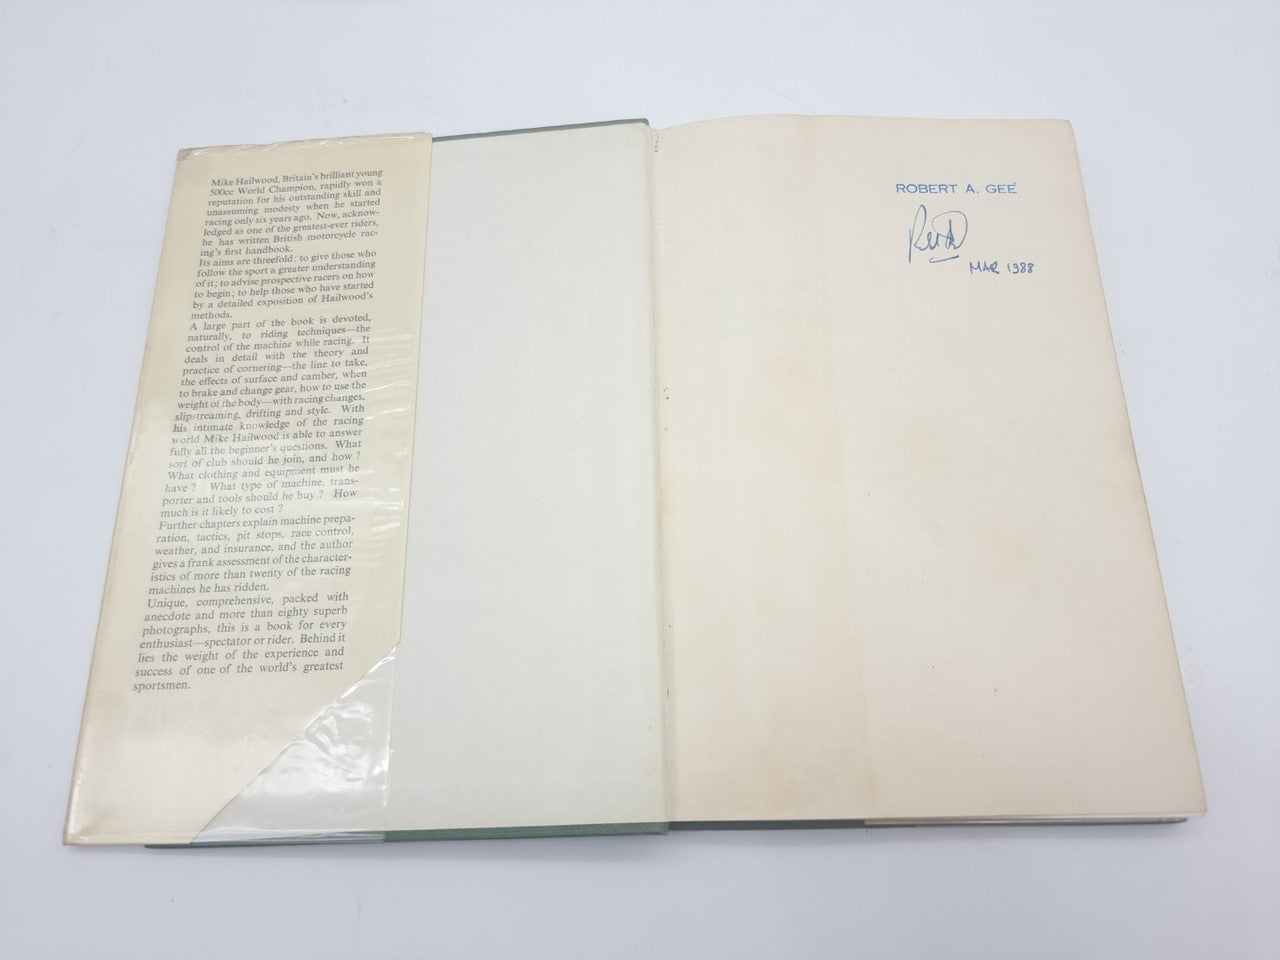 Mike Hailwood, Britain's brilliant young
500cc World Champion, rapidly won a
reputation for his outstanding skill and
unassuming modesty when he started
racing only six years ago. Now, acknow-
ledged as one of the greatest-ever riders,
he has written British motorcycle rac-
ing's first handbook.
Its aims are threefold: to give those who
follow the sport a greater understanding
of it; to advise prospective racers on how
to begin; to help those who have started
by a detailed exposition of Hailwood's
methods.
A large part of the book is devoted,
naturally, to riding techniques—the
control of the machine while racing. It
deals in detail with the theory and
practice of cornering—the line to take,
the effects of surface and camber, when
to brake and change gear, how to use the
weight of the body—with racing changes,
slipstreaming, drifting and style. With
his intimate knowledge of the racing
world Mike Hailwood is able to answer
fully all the beginner's questions. What
sort of club should he join, and how?
What clothing and equipment must he
have? What type of machine, trans-
porter and tools should he buy? How
much is it likely to cost?
Further chapters explain machine prepa-
ration, tactics, pit stops, race control,
weather, and insurance, and the author
gives a frank assessment of the character-
istics of more than twenty of the racing
machines he has ridden.
Unique, comprehensive, packed with
anecdote and more than eighty superb
photographs, this is a book for every
enthusiast—spectator or rider. Behind it
lies the weight of the experience and
success of one of the world's greatest
sportsmen.
ROBERT A. GEE
MAR 1988